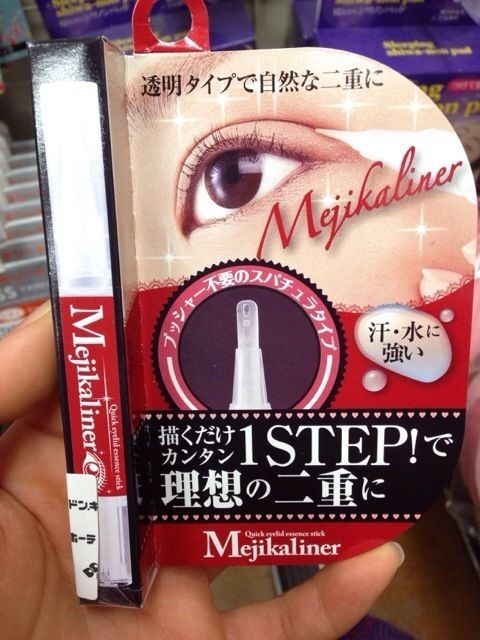 透明タイプで自然な二重に
Mejikaliner
プッシャー不要のスパチュラタイプ
汗・水に
強い
描くだけ
カンタン
1STEP!で
理想の二重に
Quick eyelid essence stick
Mejikaliner
Mejikaliner
Quick eyelid essence stick
ドンキ